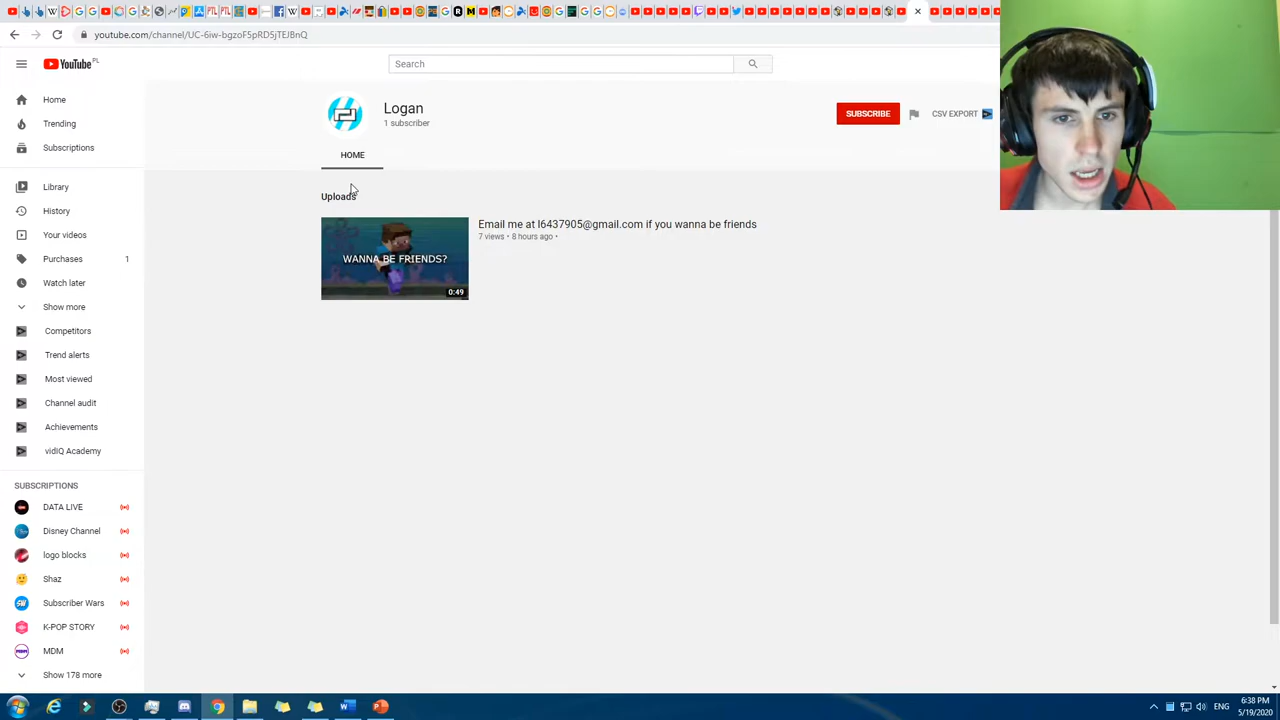 youtube.com/channel/UC-6iw-bgzoF5pRD5jTEJBnQ
YouTube PL
Search
Home
Trending
Subscriptions
Library
History
Your videos
Purchases 1
Watch later
Show more
Competitors
Trend alerts
Most viewed
Channel audit
Achievements
vidIQ Academy
SUBSCRIPTIONS
DATA LIVE
Disney Channel
logo blocks
Shaz
Subscriber Wars
K-POP STORY
MDM
Show 178 more
Logan
1 subscriber
SUBSCRIBE
CSV EXPORT
HOME
Uploads
WANNA BE FRIENDS?
0:49
Email me at l6437905@gmail.com if you wanna be friends
7 views • 8 hours ago •
ENG
6:38 PM
5/19/2020